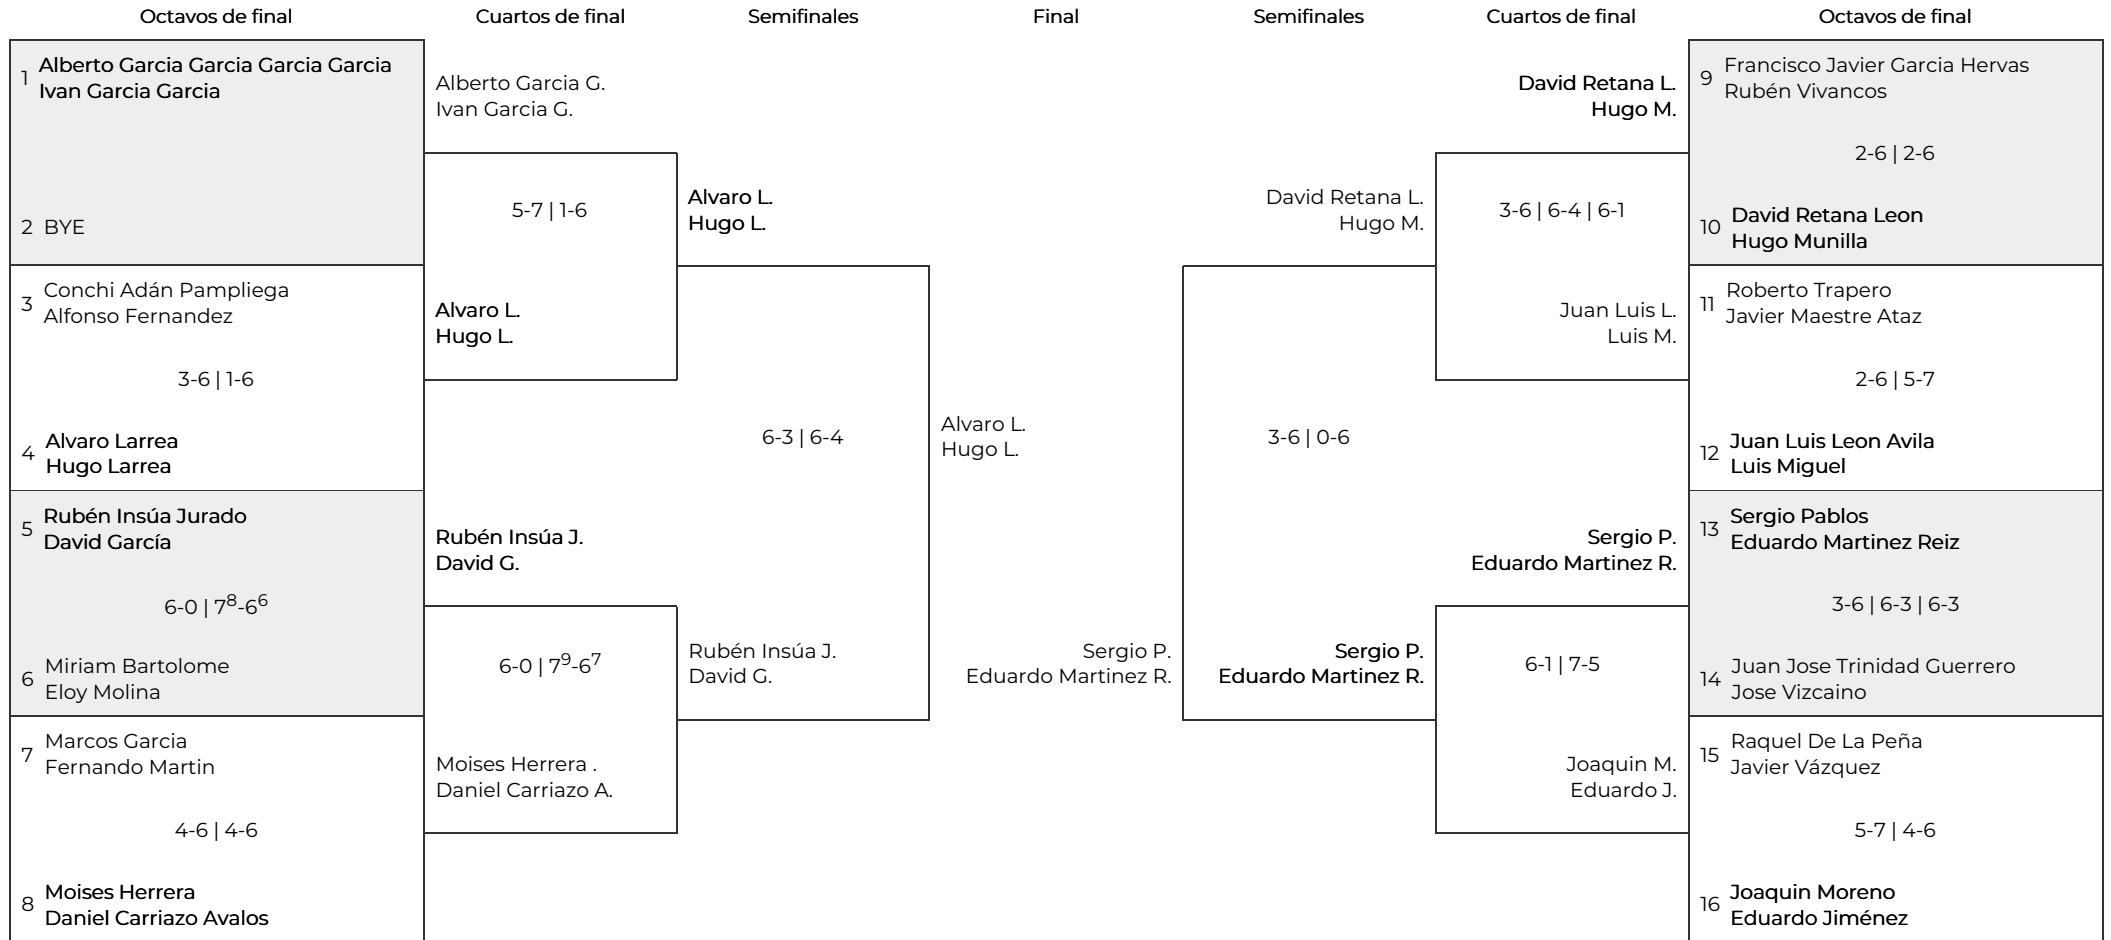 Octavos de final
Cuartos de final
Semifinales
Final
Semifinales
Cuartos de final
Octavos de final
1
Alberto Garcia Garcia Garcia Garcia
Ivan Garcia Garcia
2 BYE
3
Conchi Adán Pampliega
Alfonso Fernandez
3-6 | 1-6
4
Alvaro Larrea
Hugo Larrea
5
Rubén Insúa Jurado
David García
6-0 | 7⁸-6⁶
6
Miriam Bartolome
Eloy Molina
7
Marcos Garcia
Fernando Martin
4-6 | 4-6
8
Moises Herrera
Daniel Carriazo Avalos
Alberto Garcia G.
Ivan Garcia G.
5-7 | 1-6
Alvaro L.
Hugo L.
Rubén Insúa J.
David G.
6-0 | 7⁹-6⁷
Moises Herrera .
Daniel Carriazo A.
Alvaro L.
Hugo L.
6-3 | 6-4
Rubén Insúa J.
David G.
Alvaro L.
Hugo L.
Sergio P.
Eduardo Martinez R.
David Retana L.
Hugo M.
3-6 | 0-6
Sergio P.
Eduardo Martinez R.
David Retana L.
Hugo M.
3-6 | 6-4 | 6-1
Juan Luis L.
Luis M.
Sergio P.
Eduardo Martinez R.
6-1 | 7-5
Joaquin M.
Eduardo J.
9
Francisco Javier Garcia Hervas
Rubén Vivancos
2-6 | 2-6
10
David Retana Leon
Hugo Munilla
11
Roberto Trapero
Javier Maestre Ataz
2-6 | 5-7
12
Juan Luis Leon Avila
Luis Miguel
13
Sergio Pablos
Eduardo Martinez Reiz
3-6 | 6-3 | 6-3
14
Juan Jose Trinidad Guerrero
Jose Vizcaino
15
Raquel De La Peña
Javier Vázquez
5-7 | 4-6
16
Joaquin Moreno
Eduardo Jiménez